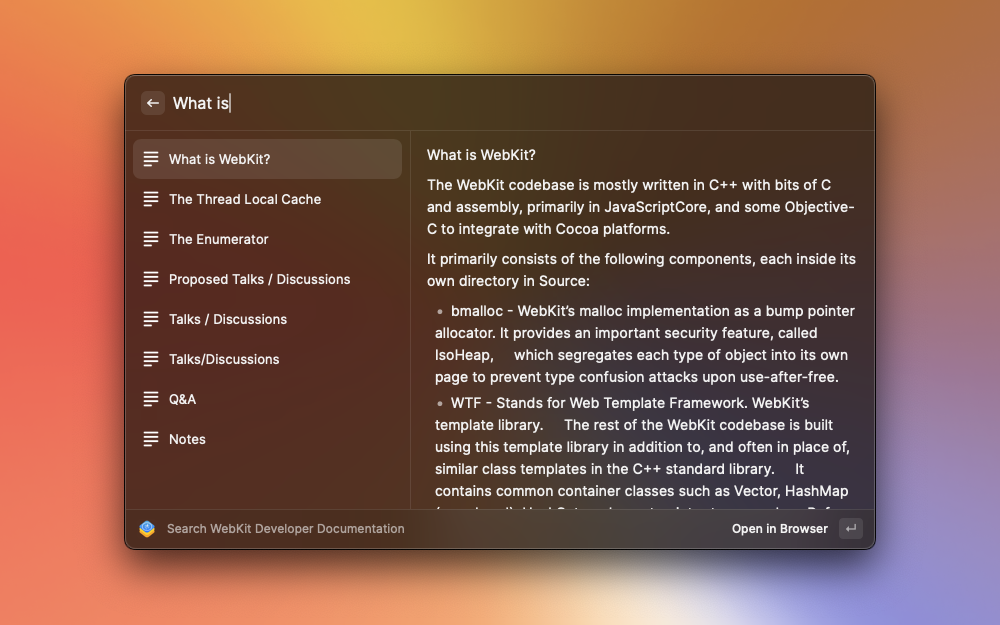 What is
What is WebKit?
The Thread Local Cache
The Enumerator
Proposed Talks / Discussions
Talks / Discussions
Talks/Discussions
Q&A
Notes
What is WebKit?
The WebKit codebase is mostly written in C++ with bits of C
and assembly, primarily in JavaScriptCore, and some Objective-
C to integrate with Cocoa platforms.
It primarily consists of the following components, each inside its
own directory in Source:
• bmalloc - WebKit’s malloc implementation as a bump pointer
allocator. It provides an important security feature, called
IsoHeap, which segregates each type of object into its own
page to prevent type confusion attacks upon use-after-free.
• WTF - Stands for Web Template Framework. WebKit’s
template library. The rest of the WebKit codebase is built
using this template library in addition to, and often in place of,
similar class templates in the C++ standard library. It
contains common container classes such as Vector, HashMap
Search WebKit Developer Documentation
Open in Browser